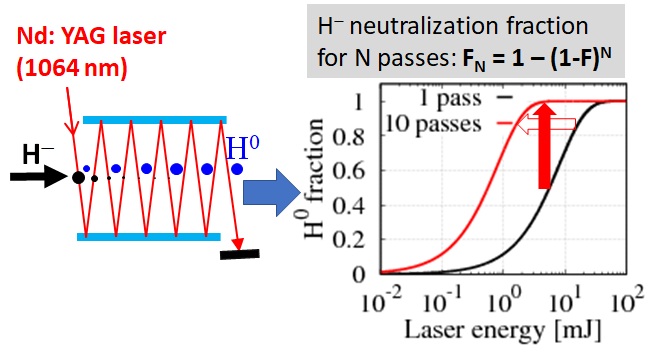 Nd: YAG laser
(1064 nm)
H⁻
H⁰
H⁻ neutralization fraction
for N passes: F_N = 1 – (1-F)^N
1 pass
10 passes
1
0.8
0.6
0.4
0.2
0
H⁰ fraction
10⁻² 10⁻¹ 10⁰ 10¹ 10²
Laser energy [mJ]